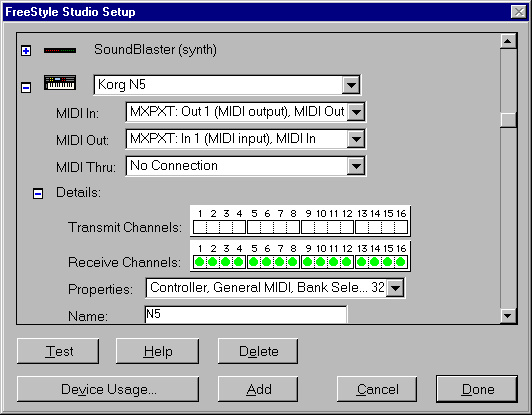 FreeStyle Studio Setup
SoundBlaster (synth)
Korg N5
MIDI In: MXPXT: Out 1 (MIDI output), MIDI Out
MIDI Out: MXPXT: In 1 (MIDI input), MIDI In
MIDI Thru: No Connection
Details:
1 2 3 4 5 6 7 8 9 10 11 12 13 14 15 16
Transmit Channels:
1 2 3 4 5 6 7 8 9 10 11 12 13 14 15 16
Receive Channels:
Properties: Controller, General MIDI, Bank Sele... 32
Name: N5
Test Help Delete
Device Usage... Add Cancel Done